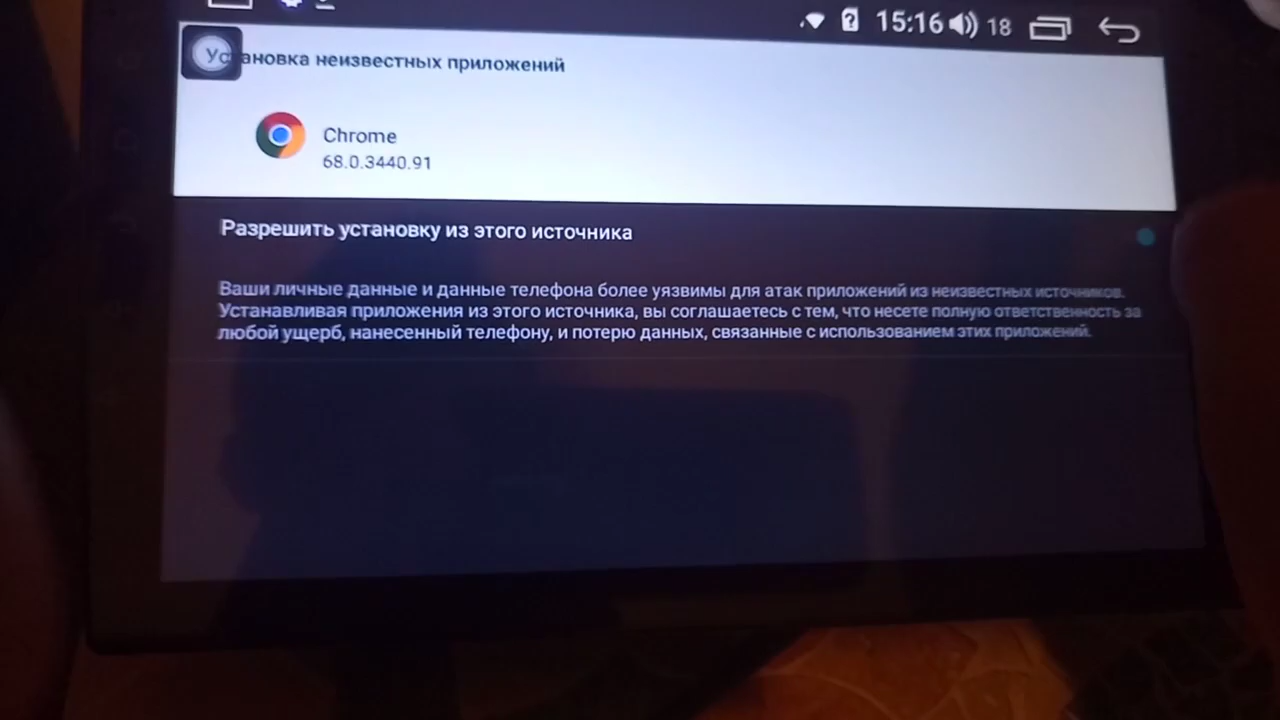 15:16 18
Установка неизвестных приложений
Chrome
68.0.3440.91
Разрешить установку из этого источника
Ваши личные данные и данные телефона более уязвимы для атак приложений из неизвестных источников.
Устанавливая приложения из этого источника, вы соглашаетесь с тем, что несете полную ответственность за
любой ущерб, нанесенный телефону, и потерю данных, связанные с использованием этих приложений.